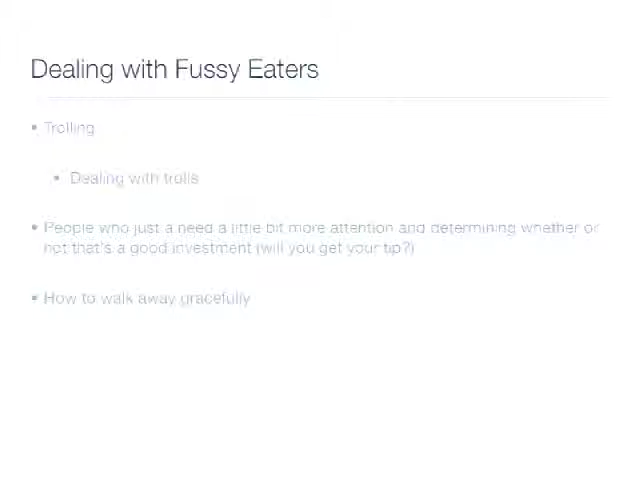 Dealing with Fussy Eaters
• Trolling
• Dealing with trolls
• People who just a need a little bit more attention and determining whether or
not that's a good investment (will you get your tip?)
• How to walk away gracefully